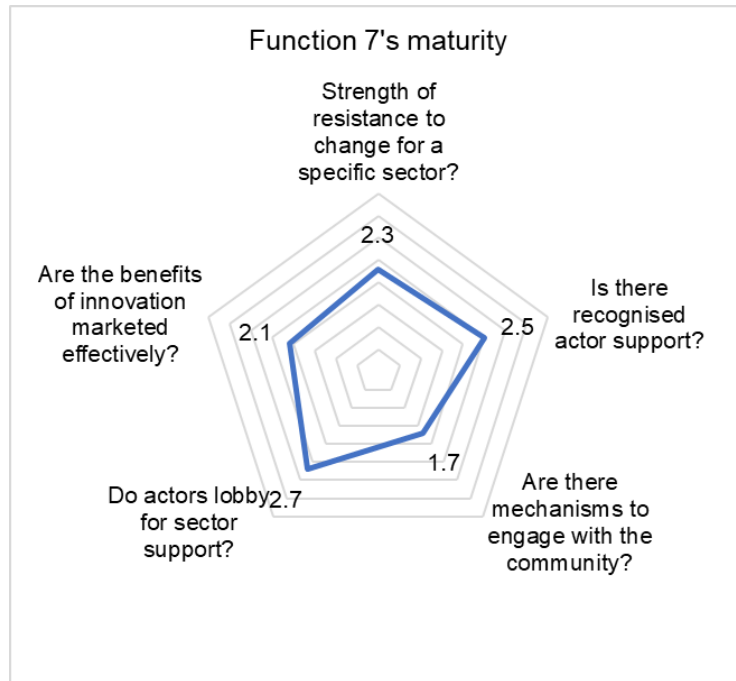 Function 7's maturity
Strength of
resistance to
change for a
specific sector?
2.3
Is there
recognised
actor support?
2.5
Are there
mechanisms to
engage with the
community?
1.7
Do actors lobby
for sector
support?
2.7
Are the benefits
of innovation
marketed
effectively?
2.1